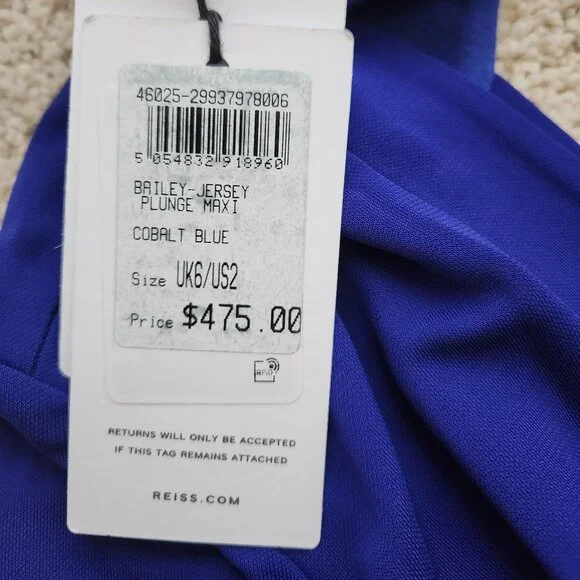 46025-29937978006
5 054832 918960
BAILEY-JERSEY
PLUNGE MAXI
COBALT BLUE
Size UK6/US2
Price $475.00
RFID
RETURNS WILL ONLY BE ACCEPTED
IF THIS TAG REMAINS ATTACHED
REISS.COM